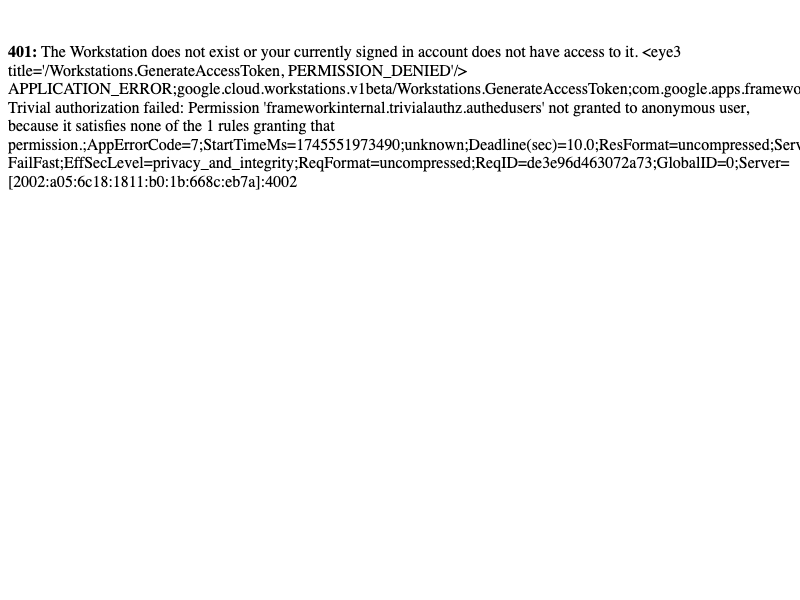 401: The Workstation does not exist or your currently signed in account does not have access to it. <eye3
title='/Workstations.GenerateAccessToken, PERMISSION_DENIED'/>
APPLICATION_ERROR;google.cloud.workstations.v1beta/Workstations.GenerateAccessToken;com.google.apps.framewo
Trivial authorization failed: Permission 'frameworkinternal.trivialauthz.authedusers' not granted to anonymous user,
because it satisfies none of the 1 rules granting that
permission.;AppErrorCode=7;StartTimeMs=1745551973490;unknown;Deadline(sec)=10.0;ResFormat=uncompressed;Serv
FailFast;EffSecLevel=privacy_and_integrity;ReqFormat=uncompressed;ReqID=de3e96d463072a73;GlobalID=0;Server=
[2002:a05:6c18:1811:b0:1b:668c:eb7a]:4002